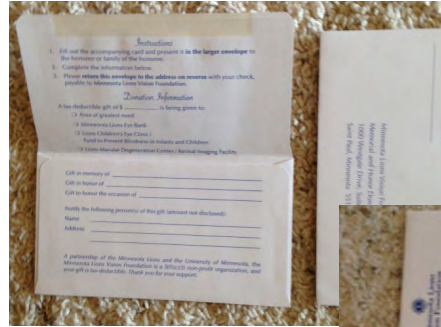 Instructions
1. Fill out the accompanying card and present it in the larger envelope to
the honoree or family of the honoree.
2. Complete the information below.
3. Please return this envelope to the address on reverse with your check,
payable to Minnesota Lions Vision Foundation.
Donation Information
A tax-deductible gift of $ is being given to:
Area of greatest need
Minnesota Lions Eye Bank
Lions Children's Eye Clinic /
Fund to Prevent Blindness in Infants and Children
Lions Macular Degeneration Center / Retinal Imaging Facility
Gift in memory of
Gift in honor of
Gift to honor the occasion of
Notify the following person(s) of this gift (amount not disclosed):
Name
Address
A partnership of the Minnesota Lions and the University of Minnesota, the
Minnesota Lions Vision Foundation is a 501(c)(3) non-profit organization, and
your gift is tax-deductible. Thank you for your support.
Minnesota Lions Vision
Memorial and Honor
1000 Westgate Drive,
Saint Paul, Minnesota